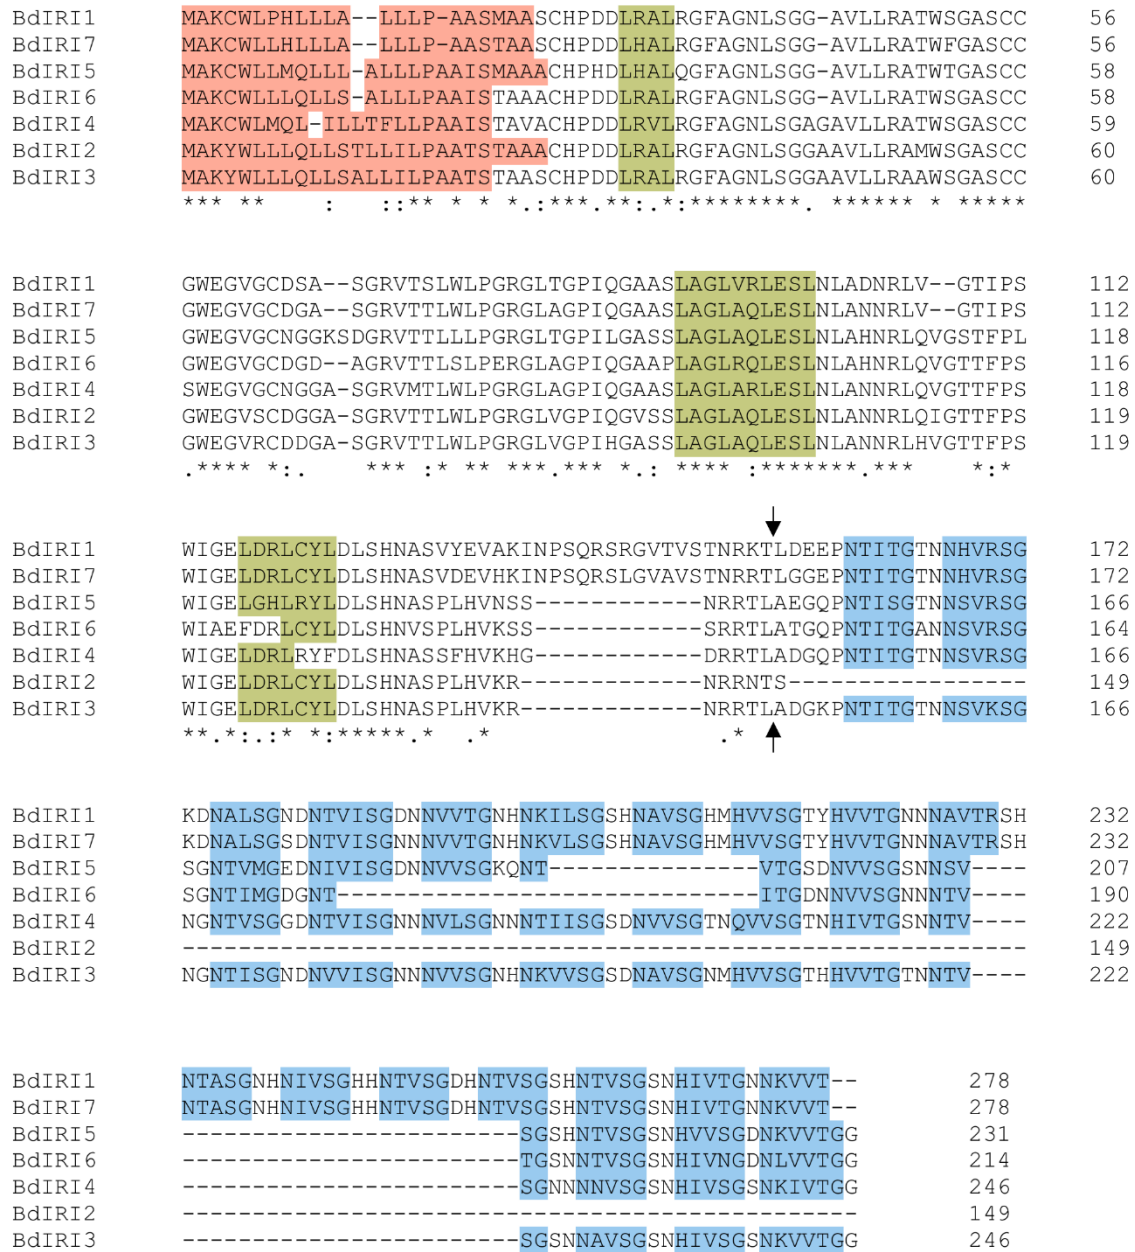 BdIRI1 MAKCWLPHLLLA--LLLP-AASMAASCHPDDLRALRGFAGNLSGG-AVLLRATWSGASCC 56
BdIRI7 MAKCWLLHLLLA--LLLP-AASTAASCHPDDLHALRGFAGNLSGG-AVLLRATWFGASCC 56
BdIRI5 MAKCWLLMQLLL-ALLLPAAISMAAACHPHDLHALQGFAGNLSGG-AVLLRATWTGASCC 58
BdIRI6 MAKCWLLLQLLS-ALLLPAAISTAAACHPDDLRALRGFAGNLSGG-AVLLRATWSGASCC 58
BdIRI4 MAKCWLMQL-ILLTFLLPAAISTAVACHPDDLRVLRGFAGNLSGAGAVLLRATWSGASCC 59
BdIRI2 MAKYWLLLQLLSTLLILPAATSTAAACHPDDLRALRGFAGNLSGGAAVLLRAMWSGASCC 60
BdIRI3 MAKYWLLLQLLSALLILPAATSTAASCHPDDLRALRGFAGNLSGGAAVLLRAAWSGASCC 60
*** ** : ::** * * *.:***.**:.:*********. ****** * ******
BdIRI1 GWEGVGCDSA--SGRVTSLWLPGRGLTGPIQGAASLAGLVRLESLNLADNRLV--GTIPS 112
BdIRI7 GWEGVGCDGA--SGRVTTLWLPGRGLAGPIQGAASLAGLAQLESLNLANNRLV--GTIPS 112
BdIRI5 GWEGVGCNGGKSDGRVTTLLLPGRGLTGPILGASSLAGLAQLESLNLAHNRLQVGSTFPL 118
BdIRI6 GWEGVGCDGD--AGRVTTLSLPERGLAGPIQGAAPLAGLRQLESLNLAHNRLQVGTTFPS 116
BdIRI4 SWEGVGCNGGA-SGRVMTLWLPGRGLAGPIQGAASLAGLARLESLNLAHNRLQVGTTFPS 118
BdIRI2 GWEGVSCDGGA-SGRVTTLWLPGRGLVGPIQGVSSLAGLAQLESLNLANNRLQIGTTFPS 119
BdIRI3 GWEGVRCDDGA-SGRVTTLWLPGRGLVGPIHGASSLAGLAQLESLNLANNRLHVGTTFPS 119
.**** *:. *** :* ** ***.*** *.: **** :*******.*** *:*
BdIRI1 WIGELDRLCYLDLSHNASVYEVAKINPSQRSRGVTVSTNRKTLDEEPNTITGTNNHVRSG 172
BdIRI7 WIGELDRLCYLDLSHNASVDEVHKINPSQRSLGVAVSTNRRTLGGEPNTITGTNNHVRSG 172
BdIRI5 WIGELGHLRYLDLSHNASPLHVNSS------------NRRTLAEGQPNTISGTNNSVRSG 166
BdIRI6 WIAEFDRLCYLDLSHNVSPLHVKSS------------SRRTLATGQPNTITGANNSVRSG 164
BdIRI4 WIGELDRLRYFDLSHNASSFHVKHG------------DRRTLADGQPNTITGTNNSVRSG 166
BdIRI2 WIGELDRLCYLDLSHNASPLHVKR-------------NRRNTS----------------- 149
BdIRI3 WIGELDRLCYLDLSHNASPLHVKR-------------NRRTLADGKPNTITGTNNSVKSG 166
**.*:.:* *:*****.* .* .*
BdIRI1 KDNALSGNDNTVISGDNNVVTGNHNKILSGSHNAVSGHMHVVSGTYHVVTGNNNAVTRSH 232
BdIRI7 KDNALSGSDNTVISGDNNVVTGNHNKVLSGSHNAVSGHMHVVSGTYHVVTGNNNAVTRSH 232
BdIRI5 SGNTVMGEDNIVISGDNNVVSGKQNT---------------VTGSDNVVSGSNNSV---- 207
BdIRI6 SGNTIMGDGNT------------------------------ITGDNNVVSGNNNTV---- 190
BdIRI4 NGNTVSGGDNTVISGNNNVLSGNNNTIISGSDNVVSGTNQVVSGTNHIVTGSNNTV---- 222
BdIRI2 ------------------------------------------------------------ 149
BdIRI3 NGNTISGNDNVVISGNNNVVSGNHNKVVSGSDNAVSGNMHVVSGTHHVVTGTNNTV---- 222
BdIRI1 NTASGNHNIVSGHHNTVSGDHNTVSGSHNTVSGSNHIVTGNNKVVT-- 278
BdIRI7 NTASGNHNIVSGHHNTVSGDHNTVSGSHNTVSGSNHIVTGNNKVVT-- 278
BdIRI5 ------------------------SGSHNTVSGSNHVVSGDNKVVTGG 231
BdIRI6 ------------------------TGSNNTVSGSNHIVNGDNLVVTGG 214
BdIRI4 ------------------------SGNNNNVSGSNHIVSGSNKIVTGG 246
BdIRI2 ------------------------------------------------ 149
BdIRI3 ------------------------SGSNNAVSGSNHIVSGSNKVVTGG 246